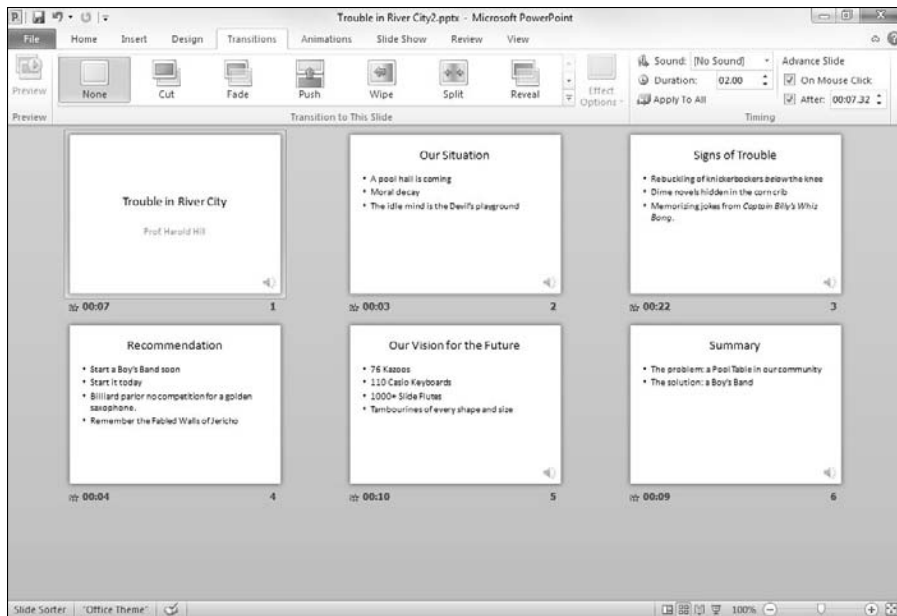 Trouble in River City2.pptx - Microsoft PowerPoint
File Home Insert Design Transitions Animations Slide Show Review View
Preview
None Cut Fade Push Wipe Split Reveal
Effect Options
Sound: [No Sound]
Duration: 02.00
Apply To All
Advance Slide
On Mouse Click
After: 00:07.32
Preview
Transition to This Slide
Timing
Trouble in River City
Prof. Harold Hill
00:07 1
Our Situation
• A pool hall is coming
• Moral decay
• The idle mind is the Devil's playground
00:03 2
Signs of Trouble
• Rebuckling of knickerbockers below the knee
• Dime novels hidden in the corn crib
• Memorizing jokes from Captain Billy's Whiz
Bang.
00:22 3
Recommendation
• Start a Boy's Band soon
• Start it today
• Billiard parlor no competition for a golden
saxophone.
• Remember the Fabled Walls of Jericho
00:04 4
Our Vision for the Future
• 76 Kazoos
• 110 Casio Keyboards
• 1000+ Slide Flutes
• Tambourines of every shape and size
00:10 5
Summary
• The problem: a Pool Table in our community
• The solution: a Boy's Band
00:09 6
Slide Sorter "Office Theme" 100%